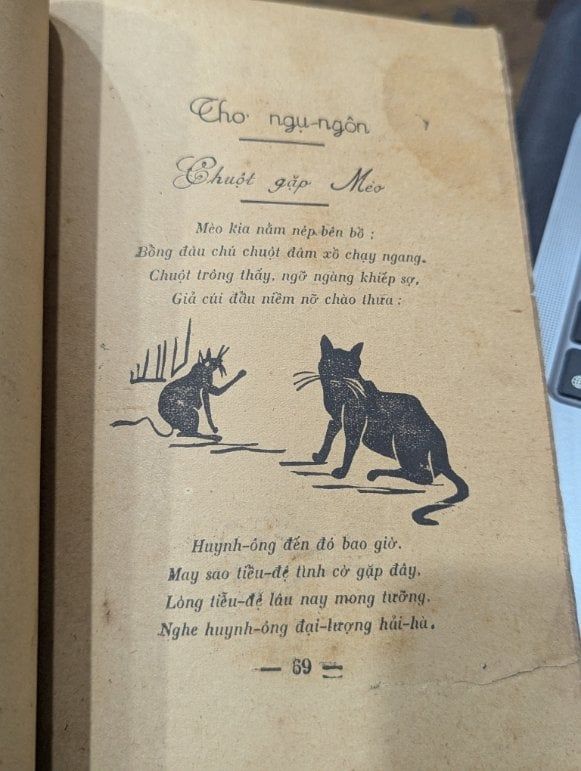 Thơ ngụ-ngôn
Chuột gặp Mèo
Mèo kia nằm nép bên bồ ;
Bỗng đàu chú chuột đâm xồ chạy ngang.
Chuột trông thấy, ngỡ ngàng khiếp sợ,
Giả cúi đầu niềm nỡ chào thưa :
Huynh-ông đến đó bao giờ.
May sao tiểu-đệ tình cờ gặp đây,
Lòng tiểu-đệ lâu nay mong tưởng.
Nghe huynh-ông đại-lượng hải-hà.
— 69 —